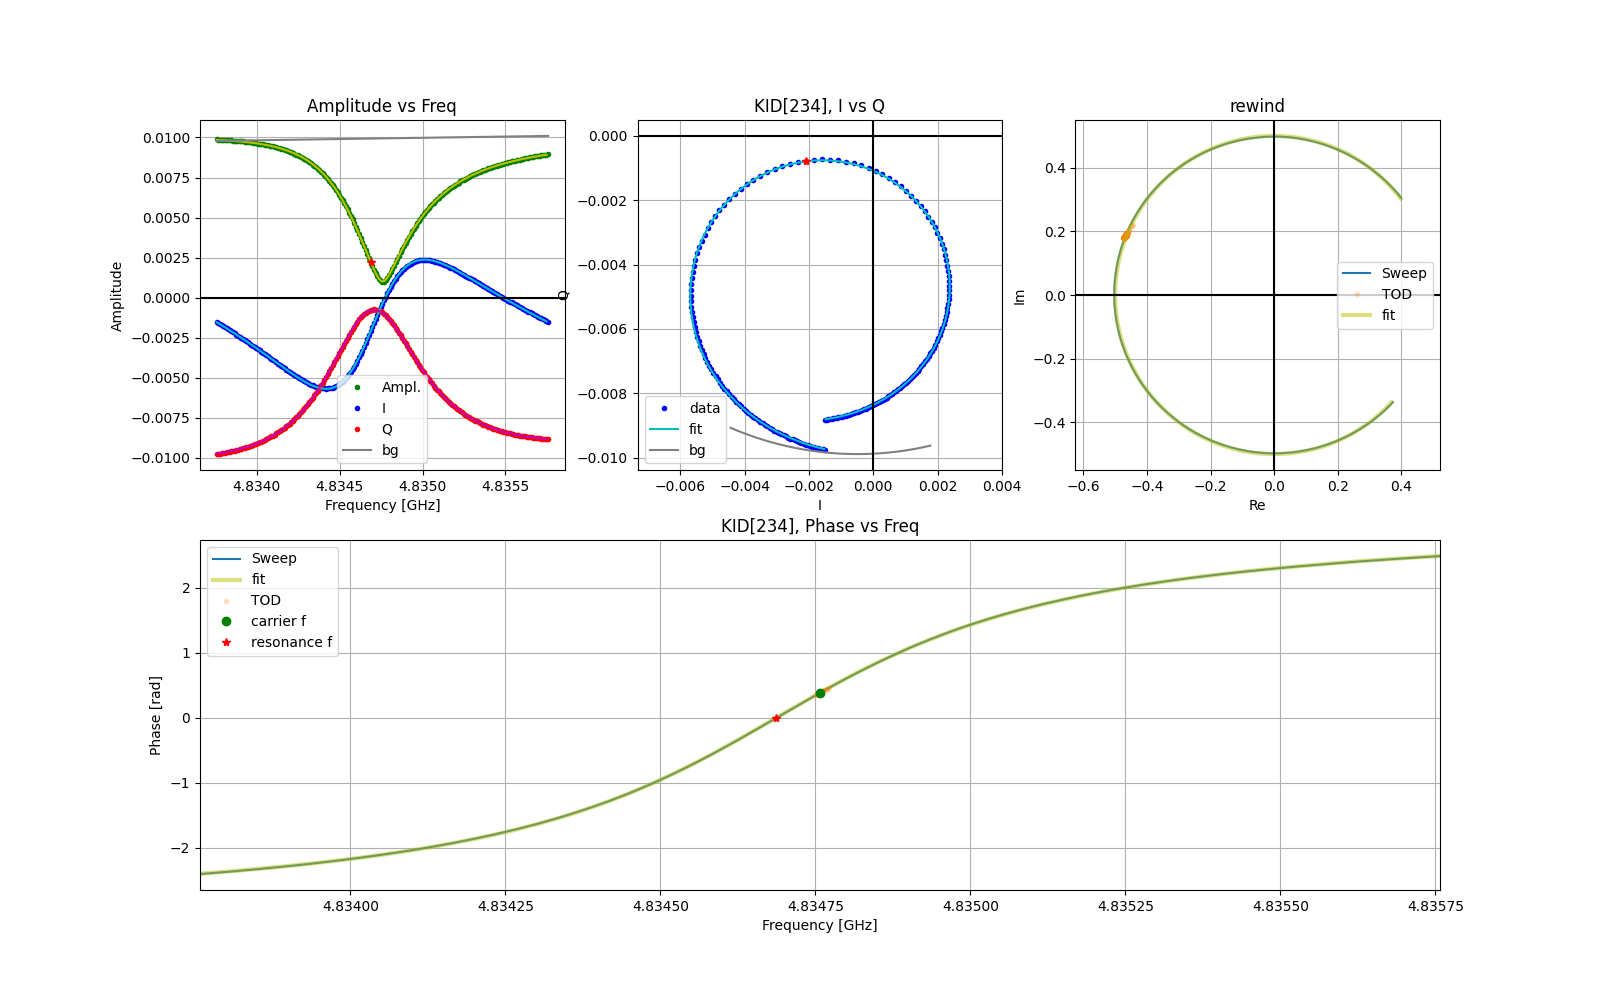 Amplitude vs Freq
Amplitude
0.0100
0.0075
0.0050
0.0025
0.0000
−0.0025
−0.0050
−0.0075
−0.0100
4.8340
4.8345
4.8350
4.8355
Frequency [GHz]
Ampl.
I
Q
bg
KID[234], I vs Q
Q
0.000
−0.002
−0.004
−0.006
−0.008
−0.010
−0.006
−0.004
−0.002
0.000
0.002
0.004
I
data
fit
bg
rewind
Im
0.4
0.2
0.0
−0.2
−0.4
−0.6
−0.4
−0.2
0.0
0.2
0.4
Re
Sweep
TOD
fit
KID[234], Phase vs Freq
Phase [rad]
2
1
0
−1
−2
4.83400
4.83425
4.83450
4.83475
4.83500
4.83525
4.83550
4.83575
Frequency [GHz]
Sweep
fit
TOD
carrier f
resonance f